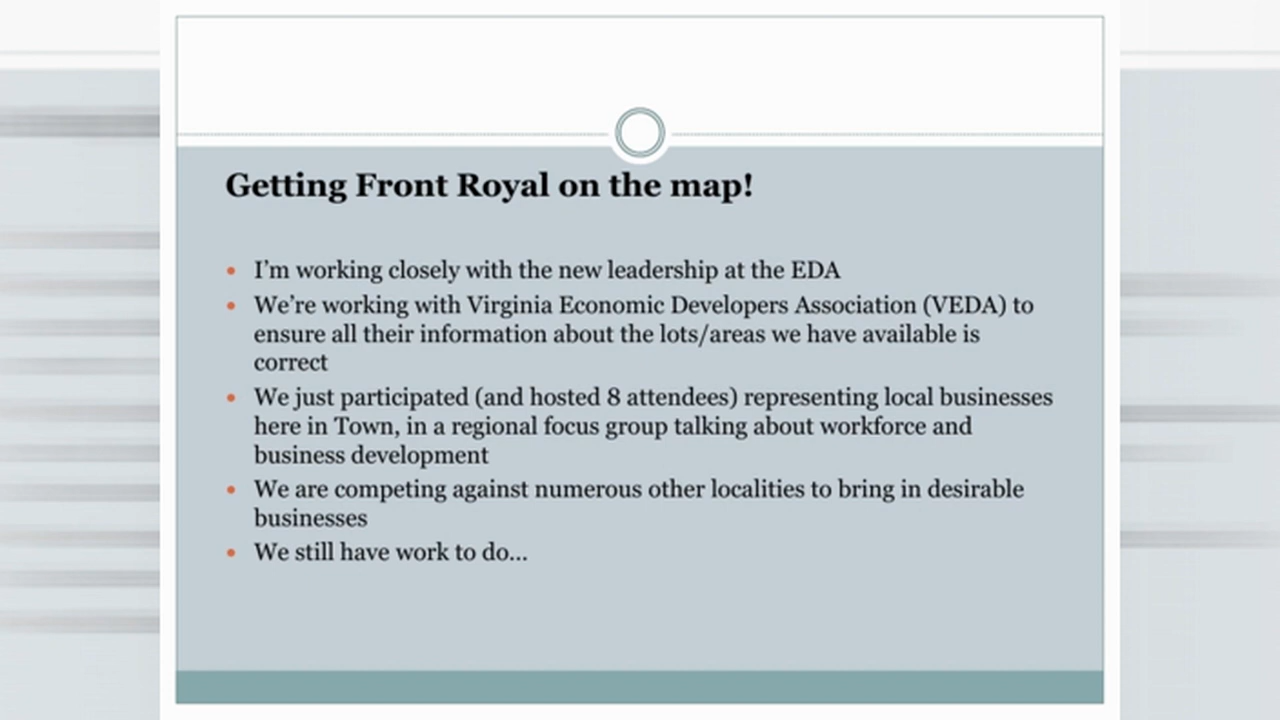 Getting Front Royal on the map!
• I'm working closely with the new leadership at the EDA
• We're working with Virginia Economic Developers Association (VEDA) to
ensure all their information about the lots/areas we have available is
correct
• We just participated (and hosted 8 attendees) representing local businesses
here in Town, in a regional focus group talking about workforce and
business development
• We are competing against numerous other localities to bring in desirable
businesses
• We still have work to do...